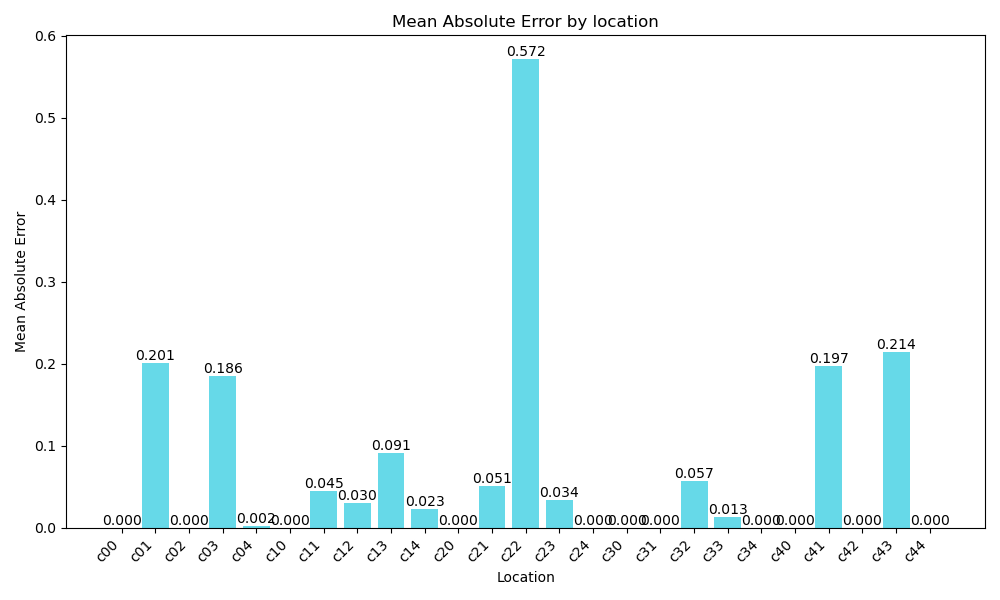 Mean Absolute Error by location
Mean Absolute Error
0.6
0.5
0.4
0.3
0.2
0.1
0.0
0.000
0.201
0.000
0.186
0.002
0.000
0.045
0.030
0.091
0.023
0.000
0.051
0.572
0.034
0.000
0.000
0.000
0.057
0.013
0.000
0.000
0.197
0.000
0.214
0.000
c00
c01
c02
c03
c04
c10
c11
c12
c13
c14
c20
c21
c22
c23
c24
c30
c31
c32
c33
c34
c40
c41
c42
c43
c44
Location